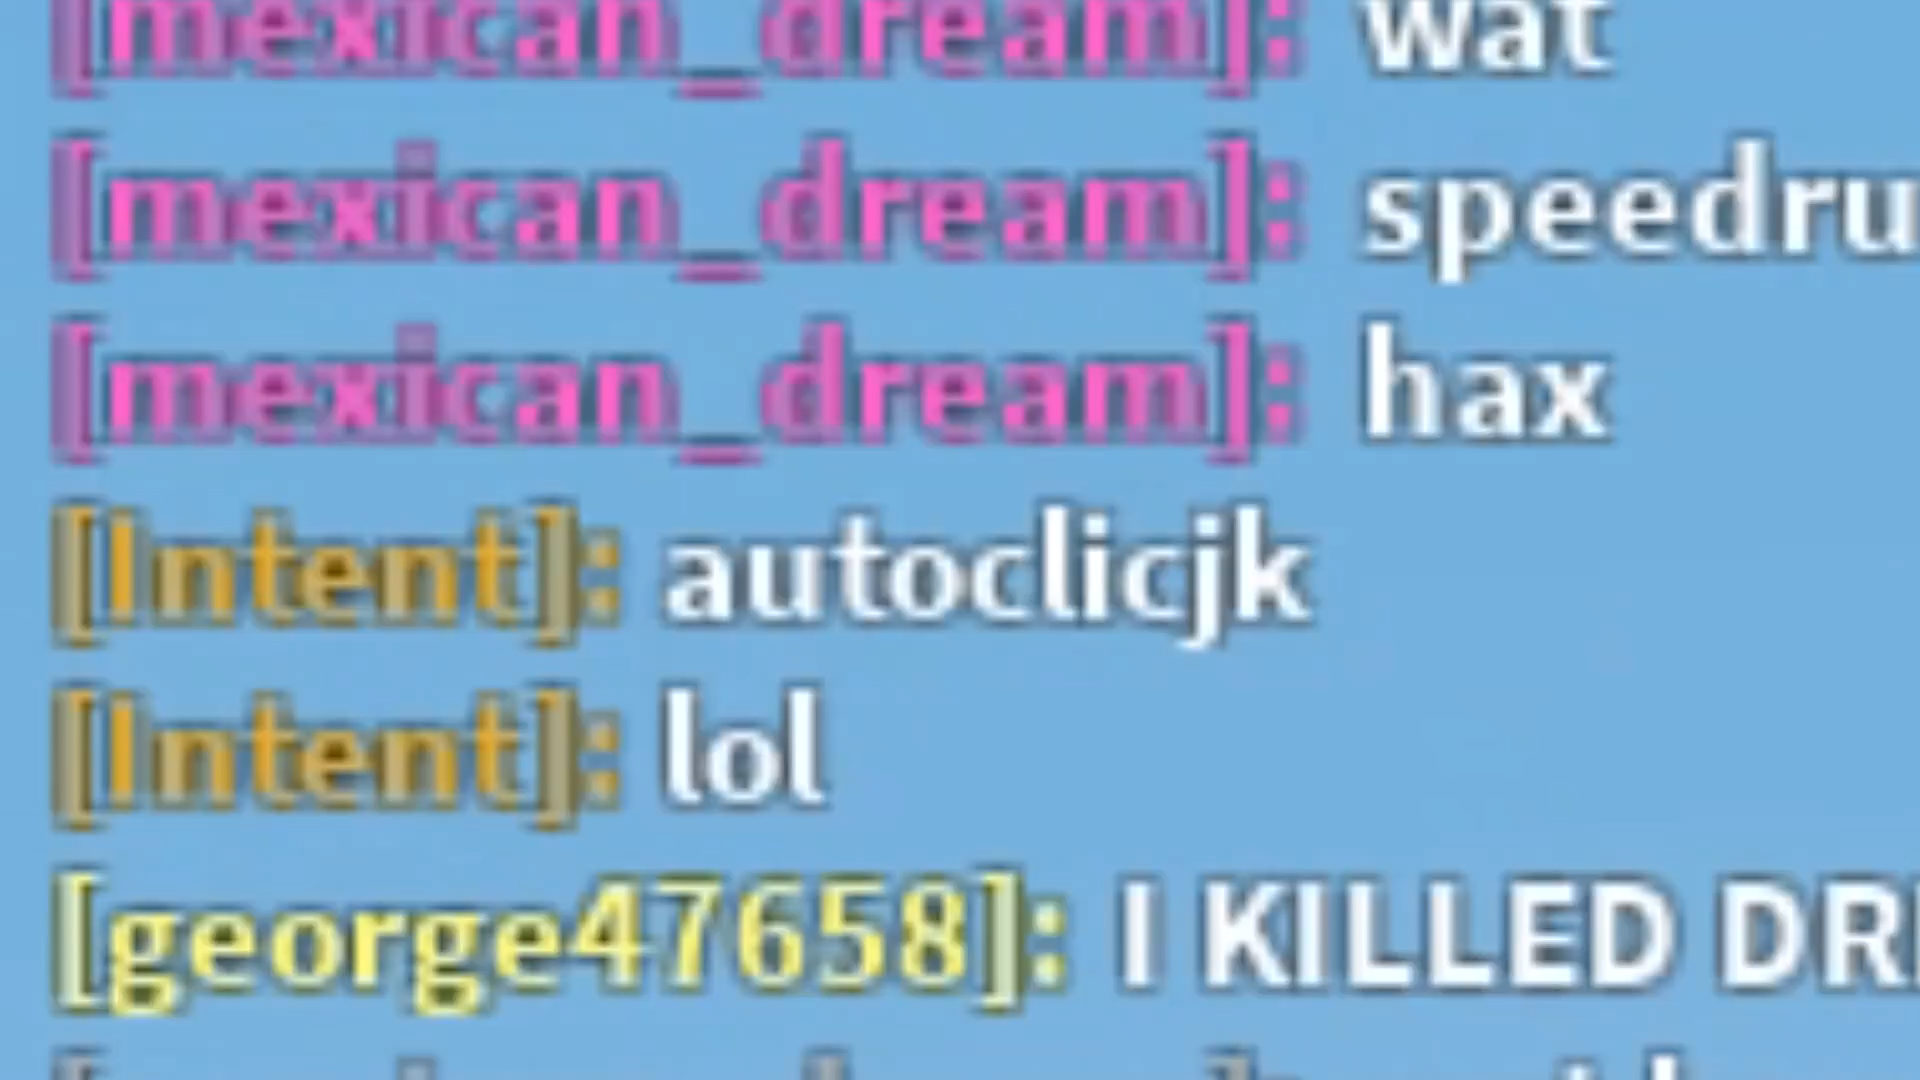 [mexican_dream]: wat
[mexican_dream]: speedru
[mexican_dream]: hax
[Intent]: autoclicjk
[Intent]: lol
[george47658]: I KILLED DR